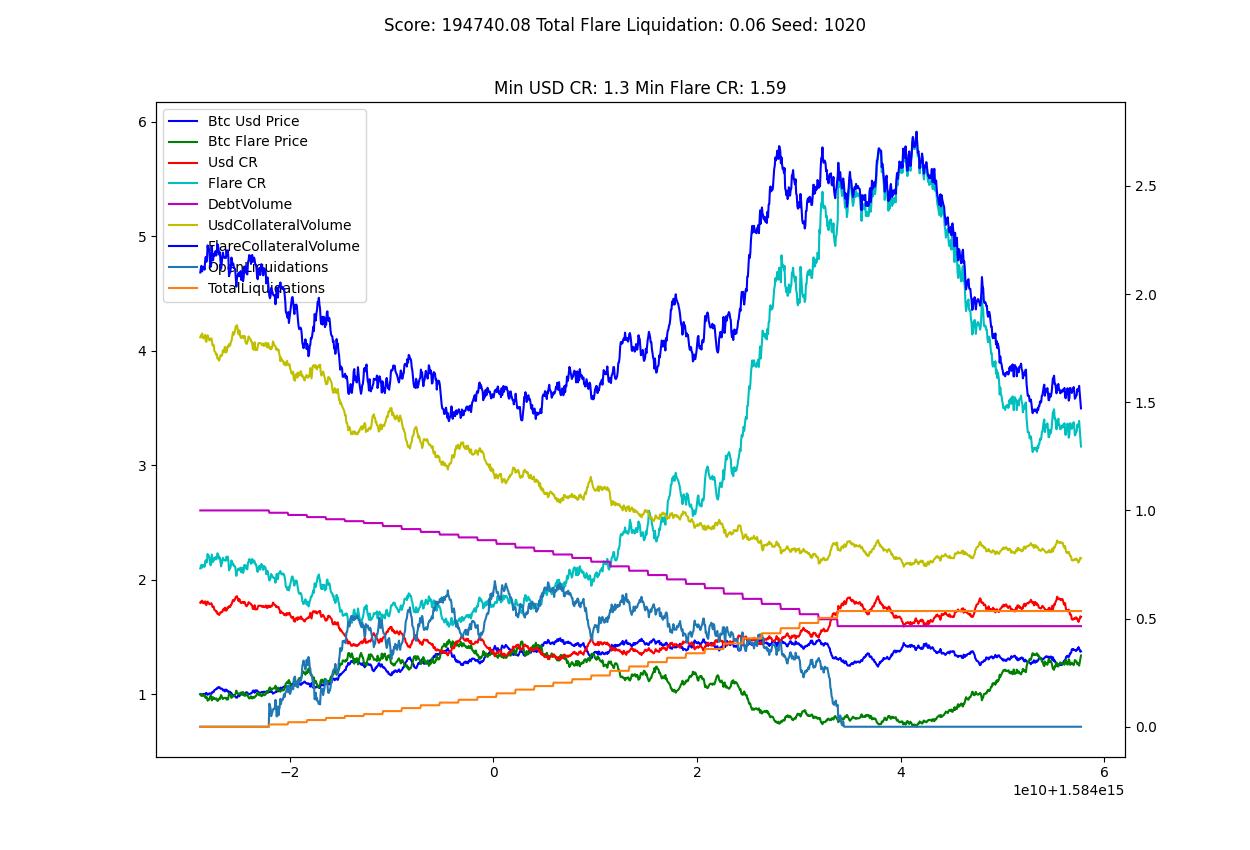 Score: 194740.08 Total Flare Liquidation: 0.06 Seed: 1020
Min USD CR: 1.3 Min Flare CR: 1.59
Btc Usd Price
Btc Flare Price
Usd CR
Flare CR
DebtVolume
UsdCollateralVolume
FlareCollateralVolume
OpenLiquidations
TotalLiquidations
6
5
4
3
2
1
2.5
2.0
1.5
1.0
0.5
0.0
−2
0
2
4
6
1e10+1.584e15